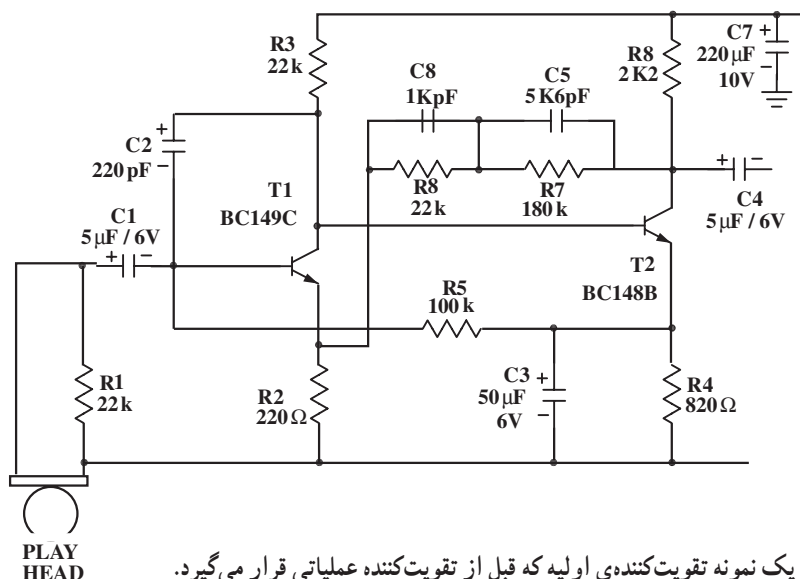 R3
22k
C7
220µF
10V
R8
2K2
C8
1KpF
C5
5K6pF
C2
220pF
T1
BC149C
R8
22k
R7
180k
C4
5µF/6V
C1
5µF/6V
T2
BC148B
R5
100k
R1
22k
R2
220Ω
C3
50µF
6V
R4
820Ω
PLAY
HEAD
یک نمونه تقویت‌کننده‌ی اولیه که قبل از تقویت‌کننده عملیاتی قرار می‌گیرد.